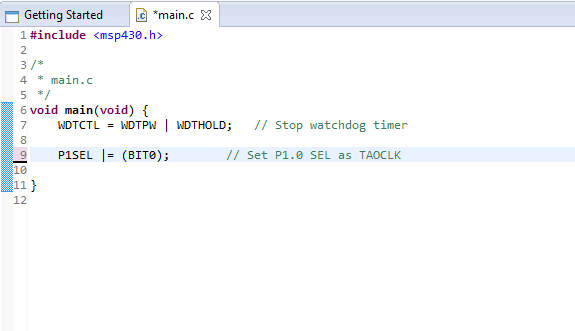 Getting Started
*main.c
1 #include <msp430.h>
2
3 /*
4  * main.c
5  */
6 void main(void) {
7     WDTCTL = WDTPW | WDTHOLD;   // Stop watchdog timer
8
9     P1SEL |= (BIT0);        // Set P1.0 SEL as TAOCLK
10
11 }
12